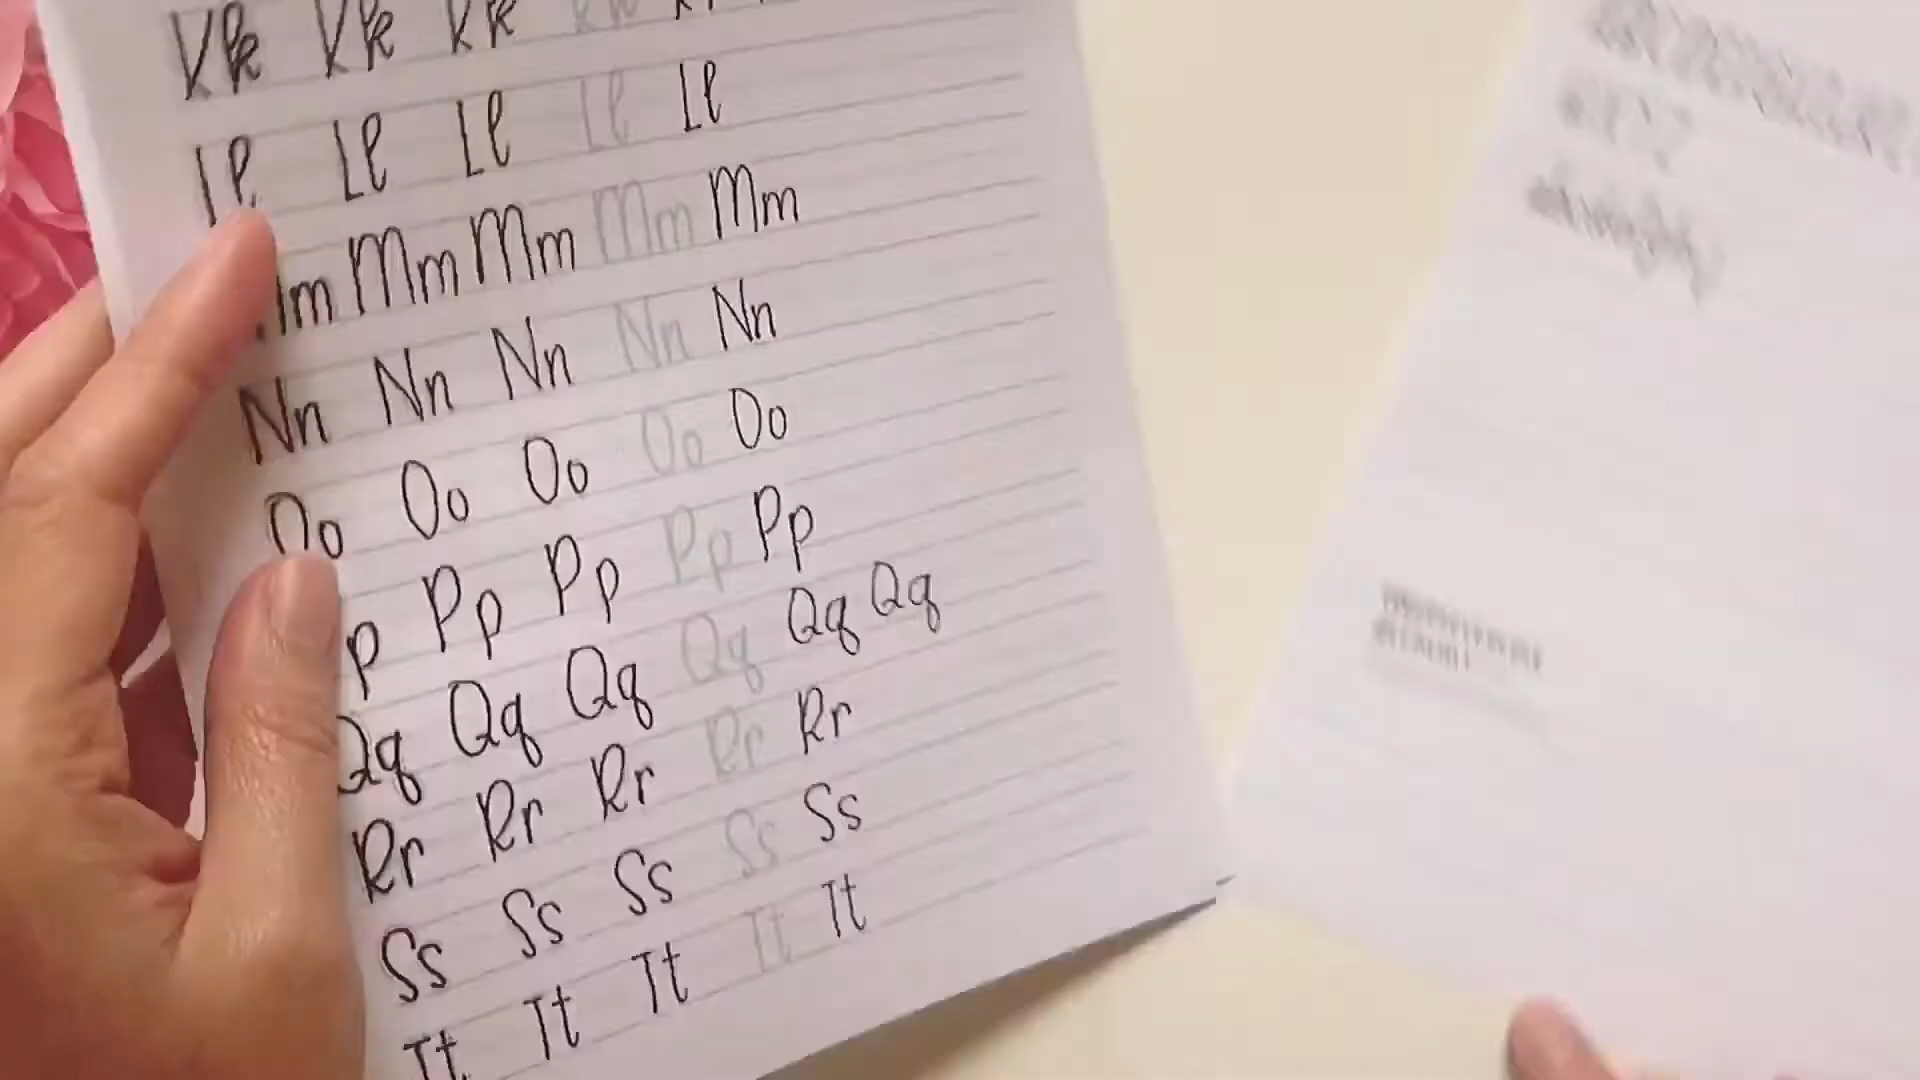 Kk Kk Kk Kk
Ll Ll Ll Ll Ll
Mm Mm Mm Mm
Nn Nn Nn Nn Nn
Oo Oo Oo Oo Oo
p Pp Pp Pp Pp
Qq Qq Qq Qq Qq Qq
Rr Rr Rr Rr Rr
Ss Ss Ss Ss Ss
Tt Tt Tt Tt Tt